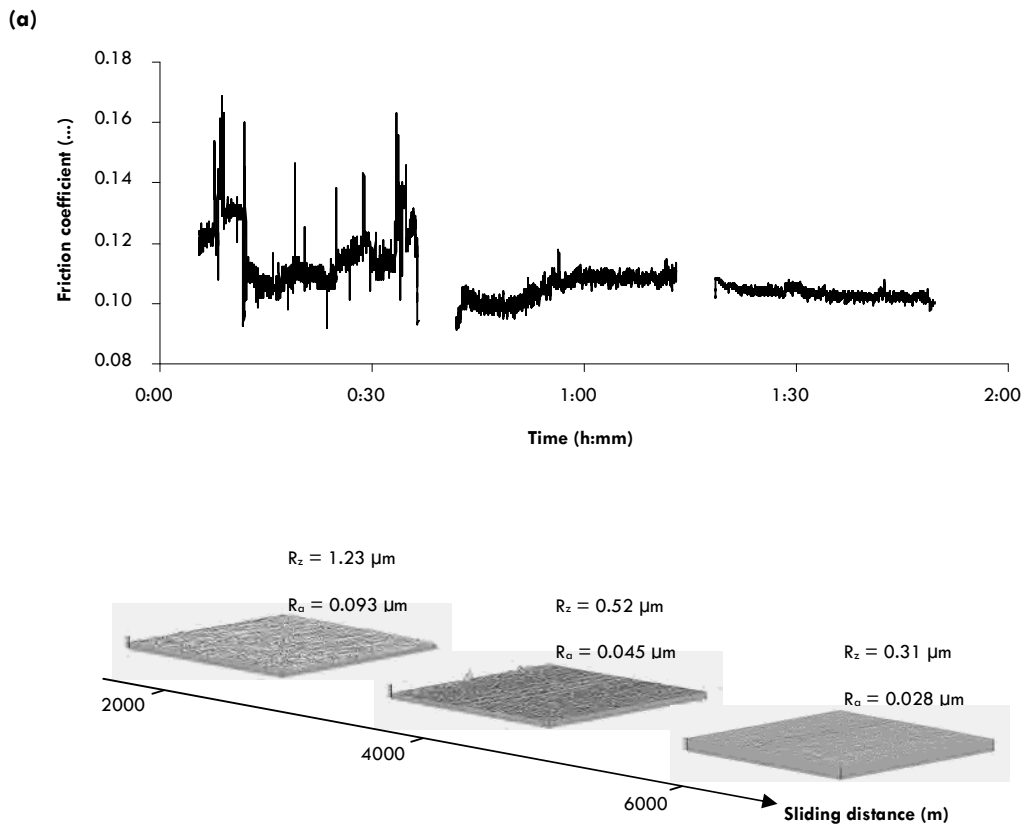 (a)
0.18
0.16
0.14
0.12
0.10
0.08
Friction coefficient (...)
0:00 0:30 1:00 1:30 2:00
Time (h:mm)
Rz = 1.23 µm
Ra = 0.093 µm
Rz = 0.52 µm
Ra = 0.045 µm
Rz = 0.31 µm
Ra = 0.028 µm
2000
4000
6000
Sliding distance (m)